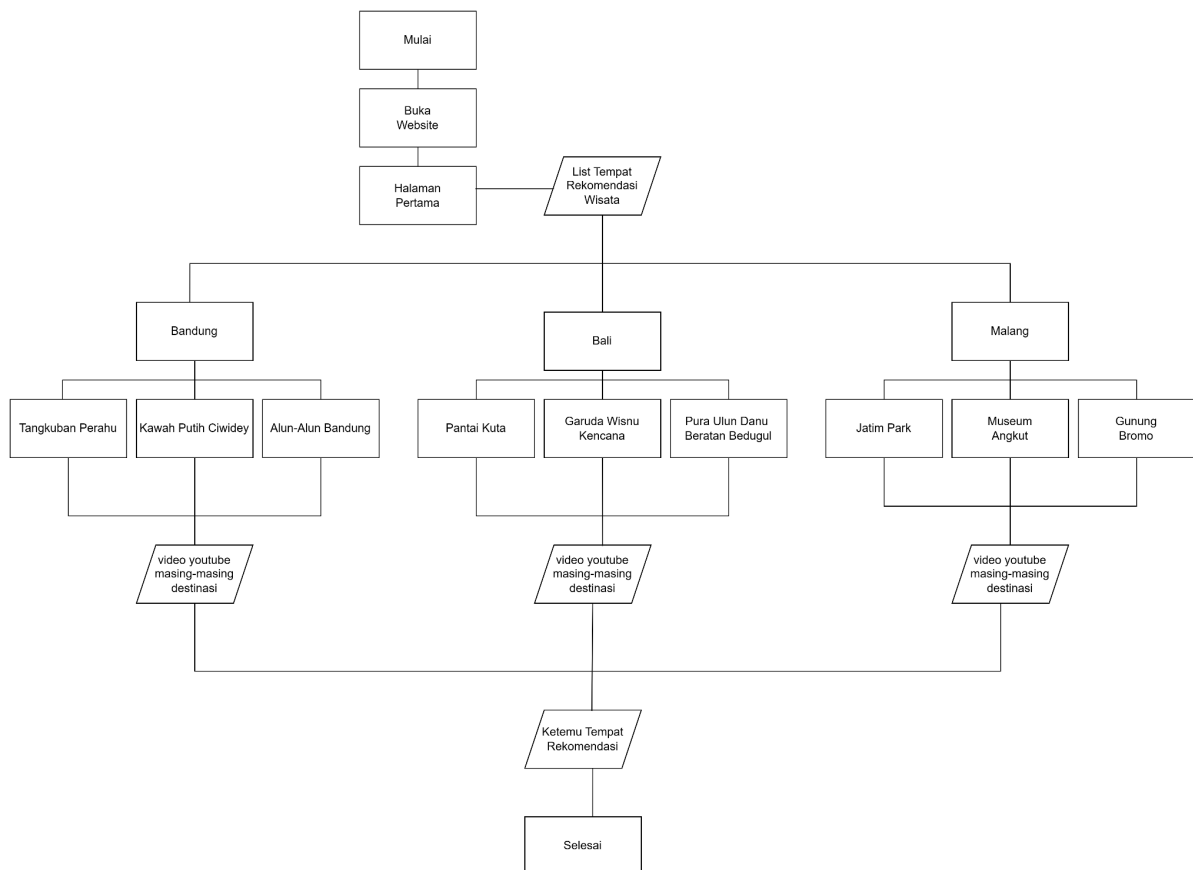 Mulai
Buka
Website
Halaman
Pertama
List Tempat
Rekomendasi
Wisata
Bandung
Bali
Malang
Tangkuban Perahu
Kawah Putih Ciwidey
Alun-Alun Bandung
Pantai Kuta
Garuda Wisnu
Kencana
Pura Ulun Danu
Beratan Bedugul
Jatim Park
Museum
Angkut
Gunung
Bromo
video youtube
masing-masing
destinasi
video youtube
masing-masing
destinasi
video youtube
masing-masing
destinasi
Ketemu Tempat
Rekomendasi
Selesai